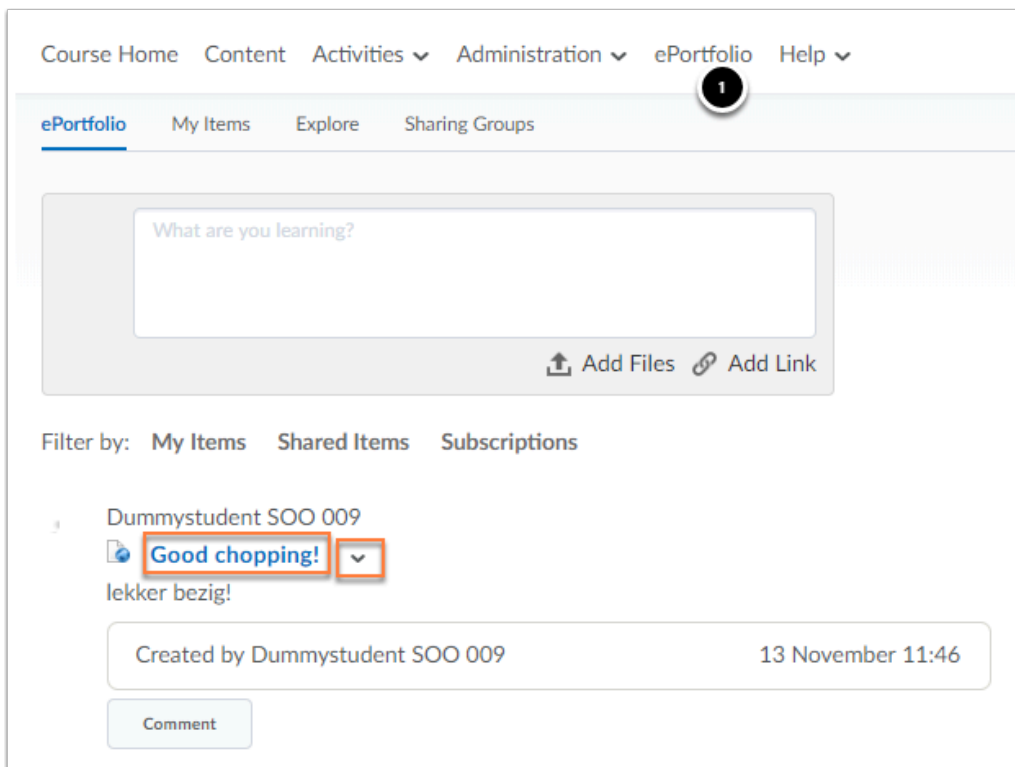 Course Home Content Activities Administration ePortfolio Help
1
ePortfolio My Items Explore Sharing Groups
What are you learning?
Add Files Add Link
Filter by: My Items Shared Items Subscriptions
Dummystudent SOO 009
Good chopping!
lekker bezig!
Created by Dummystudent SOO 009 13 November 11:46
Comment